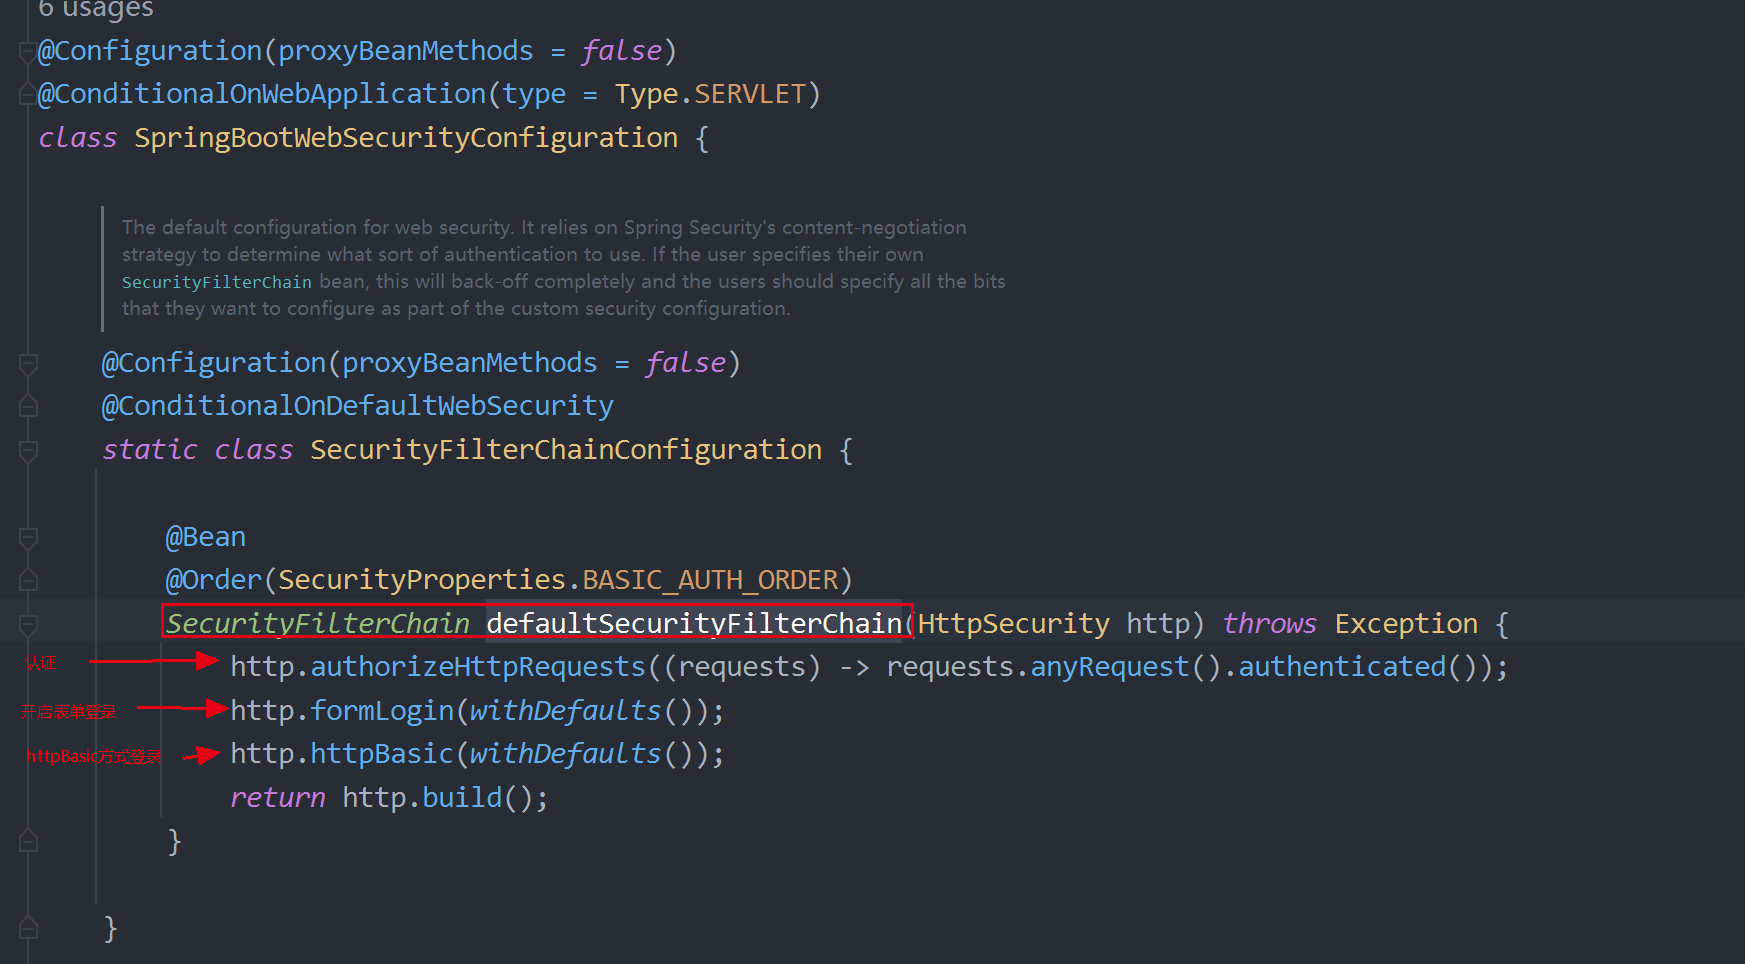 6 usages
@Configuration(proxyBeanMethods = false)
@ConditionalOnWebApplication(type = Type.SERVLET)
class SpringBootWebSecurityConfiguration {
The default configuration for web security. It relies on Spring Security's content-negotiation
strategy to determine what sort of authentication to use. If the user specifies their own
SecurityFilterChain bean, this will back-off completely and the users should specify all the bits
that they want to configure as part of the custom security configuration.
@Configuration(proxyBeanMethods = false)
@ConditionalOnDefaultWebSecurity
static class SecurityFilterChainConfiguration {
@Bean
@Order(SecurityProperties.BASIC_AUTH_ORDER)
SecurityFilterChain defaultSecurityFilterChain(HttpSecurity http) throws Exception {
认证 http.authorizeHttpRequests((requests) -> requests.anyRequest().authenticated());
开启表单登录 http.formLogin(withDefaults());
httpBasic方式登录 http.httpBasic(withDefaults());
return http.build();
}
}